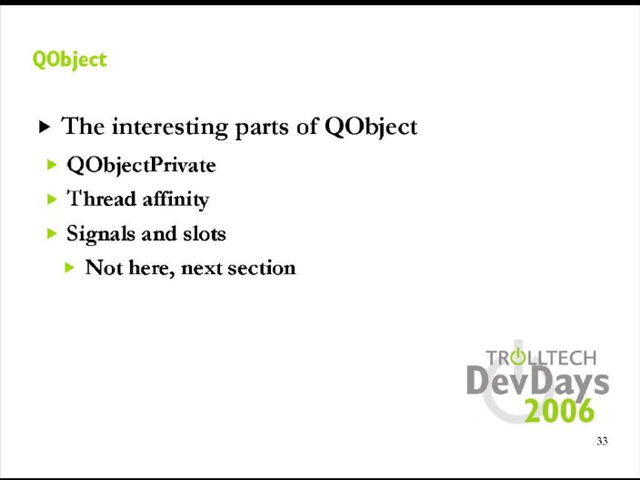 QObject
The interesting parts of QObject
QObjectPrivate
Thread affinity
Signals and slots
Not here, next section
TROLLTECH
DevDays
2006
33